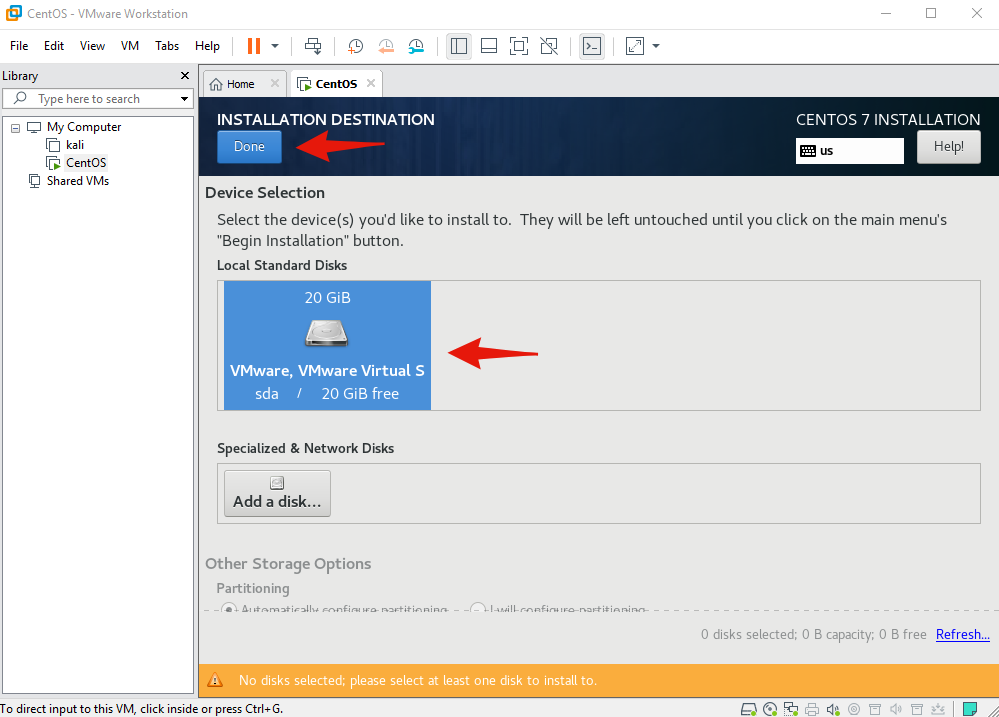 CentOS - VMware Workstation
File Edit View VM Tabs Help
Library
Type here to search
My Computer
kali
CentOS
Shared VMs
Home
CentOS
INSTALLATION DESTINATION
CENTOS 7 INSTALLATION
Done
us
Help!
Device Selection
Select the device(s) you'd like to install to. They will be left untouched until you click on the main menu's
"Begin Installation" button.
Local Standard Disks
20 GiB
VMware, VMware Virtual S
sda / 20 GiB free
Specialized & Network Disks
Add a disk...
Other Storage Options
Partitioning
Automatically configure partitioning. I will configure partitioning.
0 disks selected; 0 B capacity; 0 B free Refresh...
No disks selected; please select at least one disk to install to.
To direct input to this VM, click inside or press Ctrl+G.